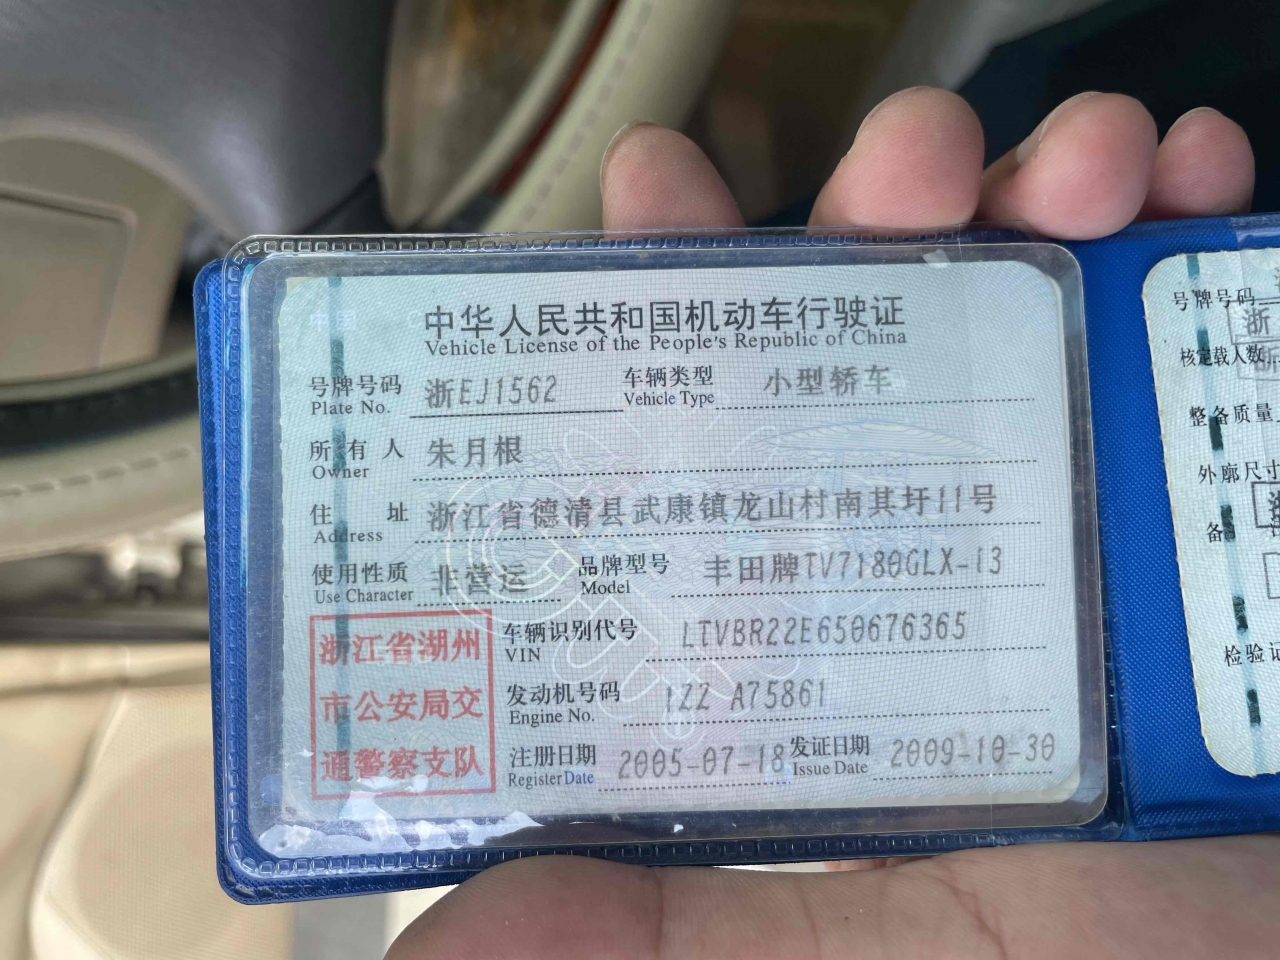 中华人民共和国机动车行驶证
Vehicle License of the People's Republic of China
号牌号码 浙EJ1562 车辆类型 小型轿车
Plate No. Vehicle Type
所有人 朱月根
Owner
住址 浙江省德清县武康镇龙山村南其圩11号
Address
使用性质 非营运 品牌型号 丰田牌TV7180GLX-i3
Use Character Model
车辆识别代号 LTVBR22E650676365
VIN
发动机号码 1ZZ A75861
Engine No.
注册日期 2005-07-18 发证日期 2009-10-30
Register Date Issue Date
浙江省湖州
市公安局交
通警察支队
号牌号码
浙
核定载人数
整备质量
外廓尺寸
备
检验记